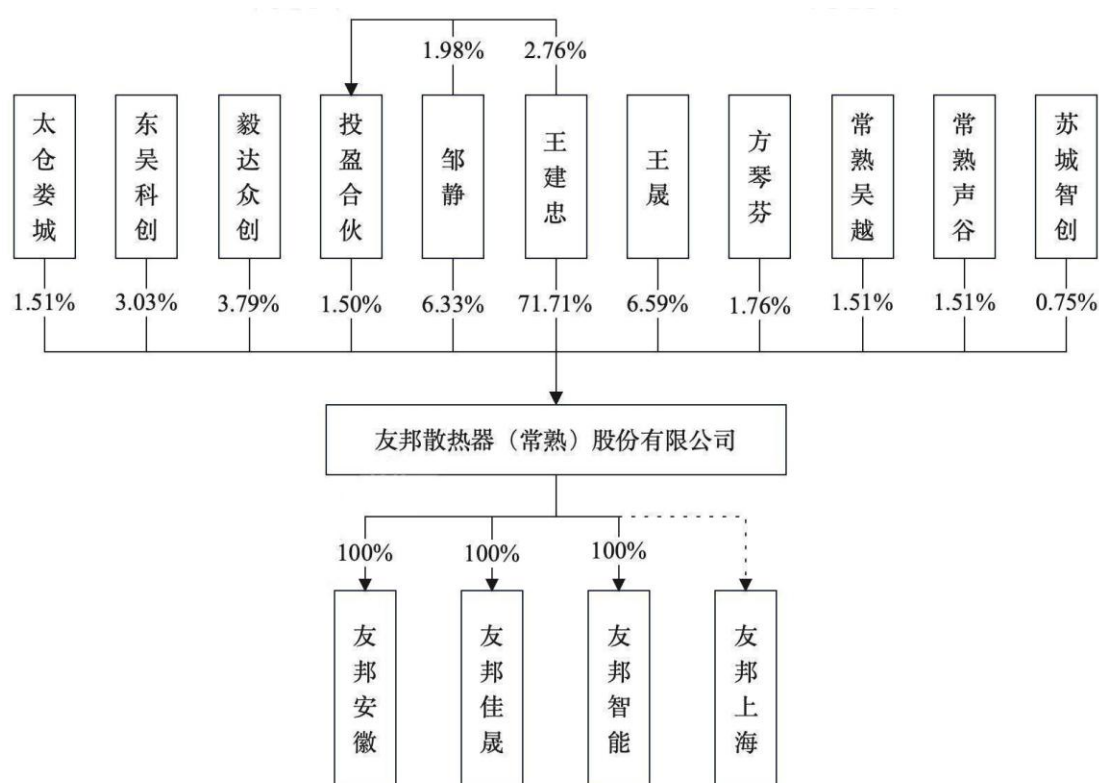 1.98%
2.76%
太仓娄城
东吴科创
毅达众创
投盈合伙
邹静
王建忠
王晟
方琴芬
常熟吴越
常熟声谷
苏城智创
1.51%
3.03%
3.79%
1.50%
6.33%
71.71%
6.59%
1.76%
1.51%
1.51%
0.75%
友邦散热器（常熟）股份有限公司
100%
100%
100%
友邦安徽
友邦佳晟
友邦智能
友邦上海